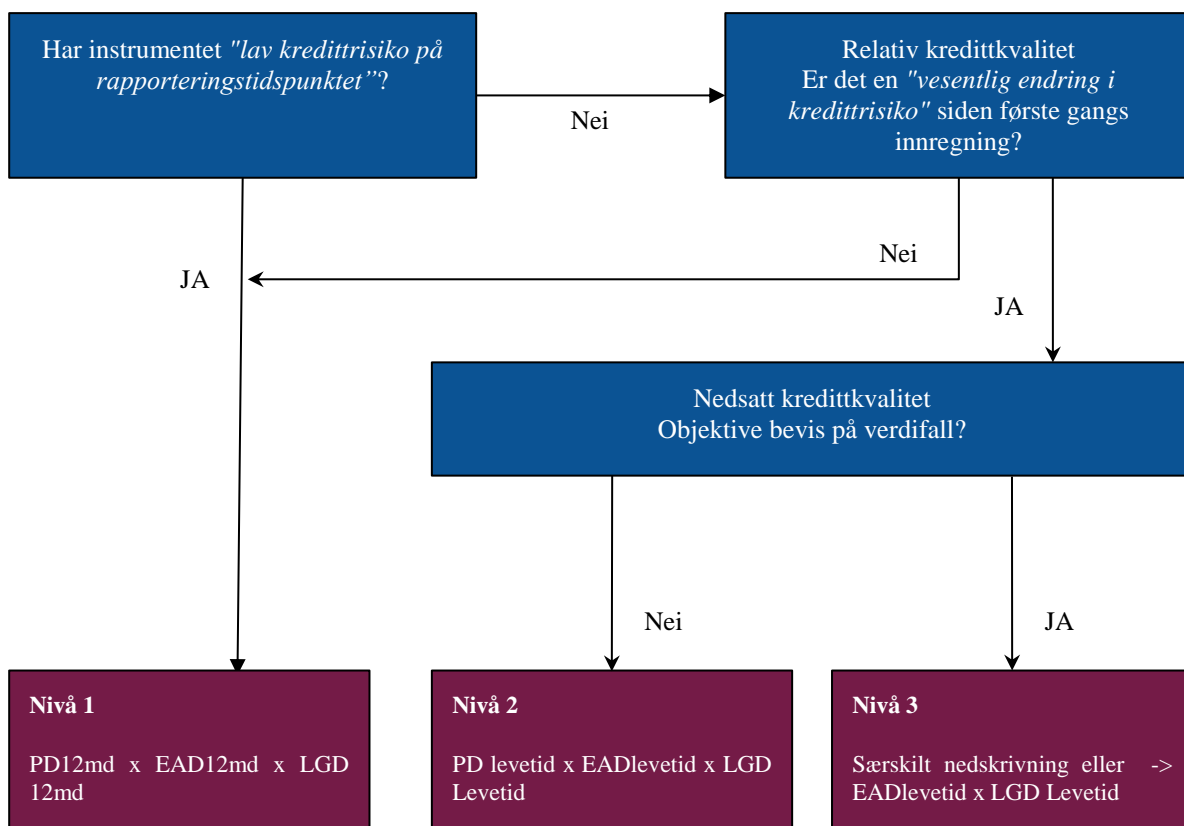 Har instrumentet "lav kredittrisiko på
rapporteringstidspunktet”?
Nei
Relativ kredittkvalitet
Er det en "vesentlig endring i
kredittrisiko" siden første gangs
innregning?
Nei
JA
JA
Nedsatt kredittkvalitet
Objektive bevis på verdifall?
Nei
JA
Nivå 1
PD12md x EAD12md x LGD
12md
Nivå 2
PD levetid x EADlevetid x LGD
Levetid
Nivå 3
Særskilt nedskrivning eller ->
EADlevetid x LGD Levetid